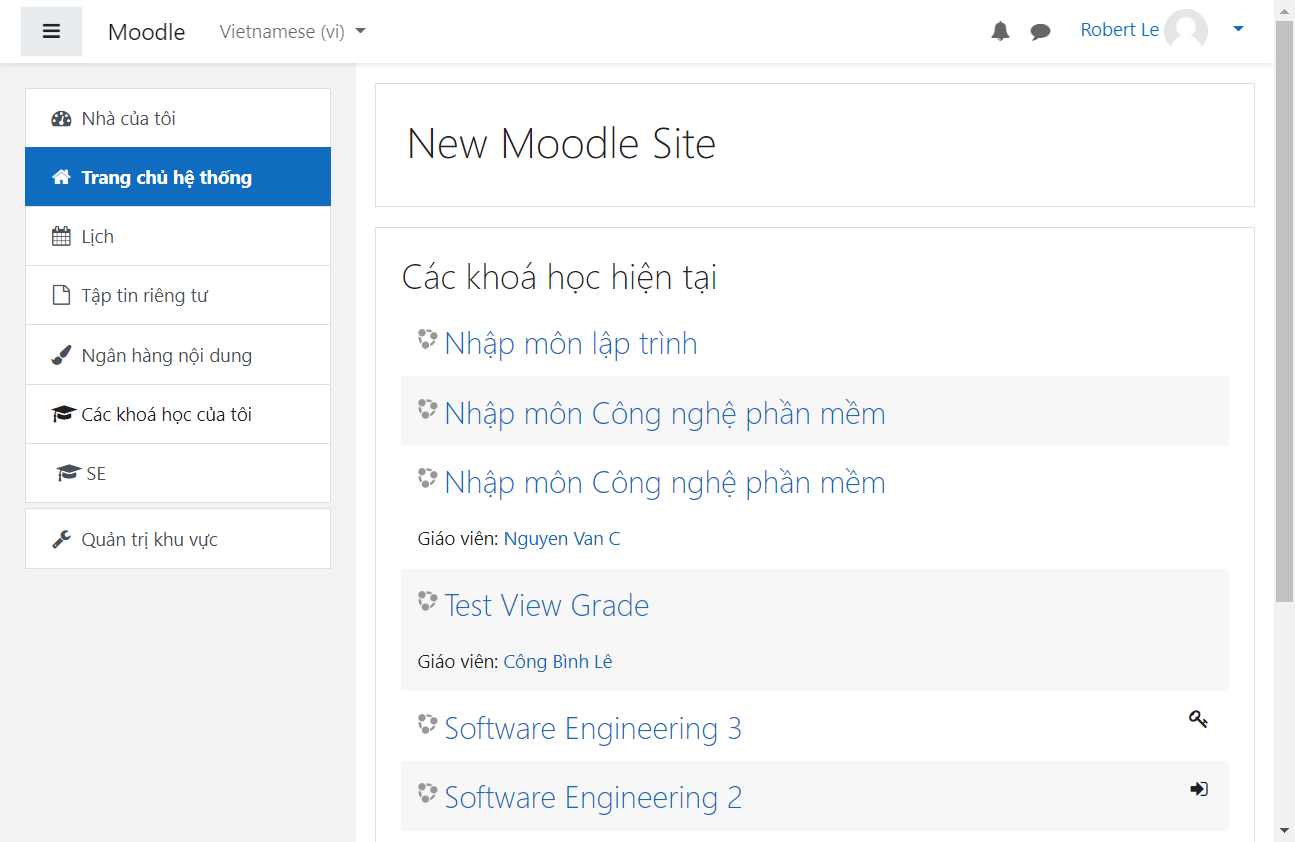 Moodle Vietnamese (vi) Robert Le
Nhà của tôi
Trang chủ hệ thống
Lịch
Tập tin riêng tư
Ngân hàng nội dung
Các khoá học của tôi
SE
Quản trị khu vực
New Moodle Site
Các khoá học hiện tại
Nhập môn lập trình
Nhập môn Công nghệ phần mềm
Nhập môn Công nghệ phần mềm
Giáo viên: Nguyen Van C
Test View Grade
Giáo viên: Công Bình Lê
Software Engineering 3
Software Engineering 2